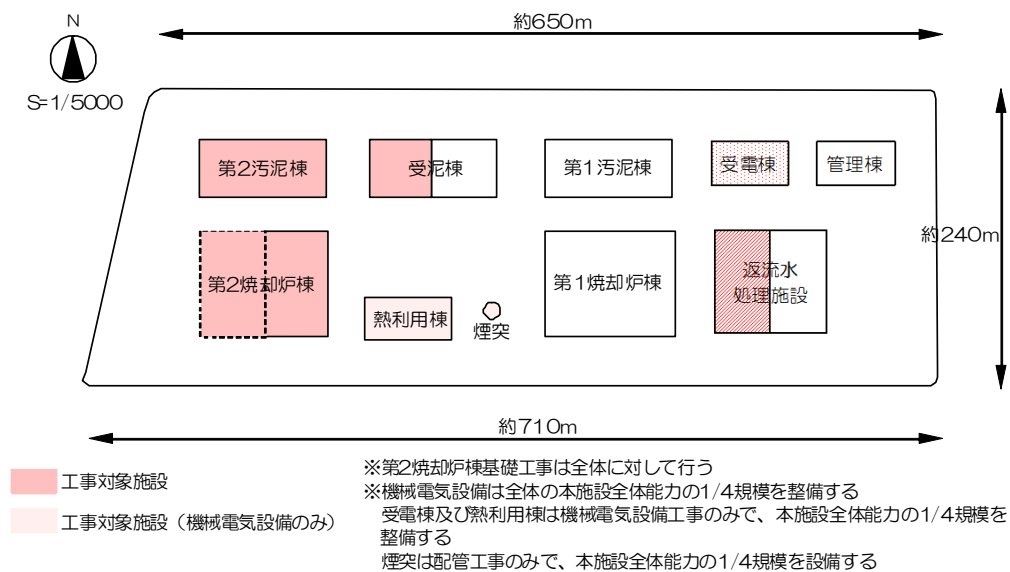 約650m
N
S=1/5000
第2汚泥棟
受泥棟
第1汚泥棟
受電棟
管理棟
約240m
第2焼却炉棟
熱利用棟
煙突
第1焼却炉棟
返流水
処理施設
約710m
工事対象施設
工事対象施設（機械電気設備のみ）
※第2焼却炉棟基礎工事は全体に対して行う
※機械電気設備は全体の本施設全体能力の1/4規模を整備する
受電棟及び熱利用棟は機械電気設備工事のみで、本施設全体能力の1/4規模を
整備する
煙突は配管工事のみで、本施設全体能力の1/4規模を設備する